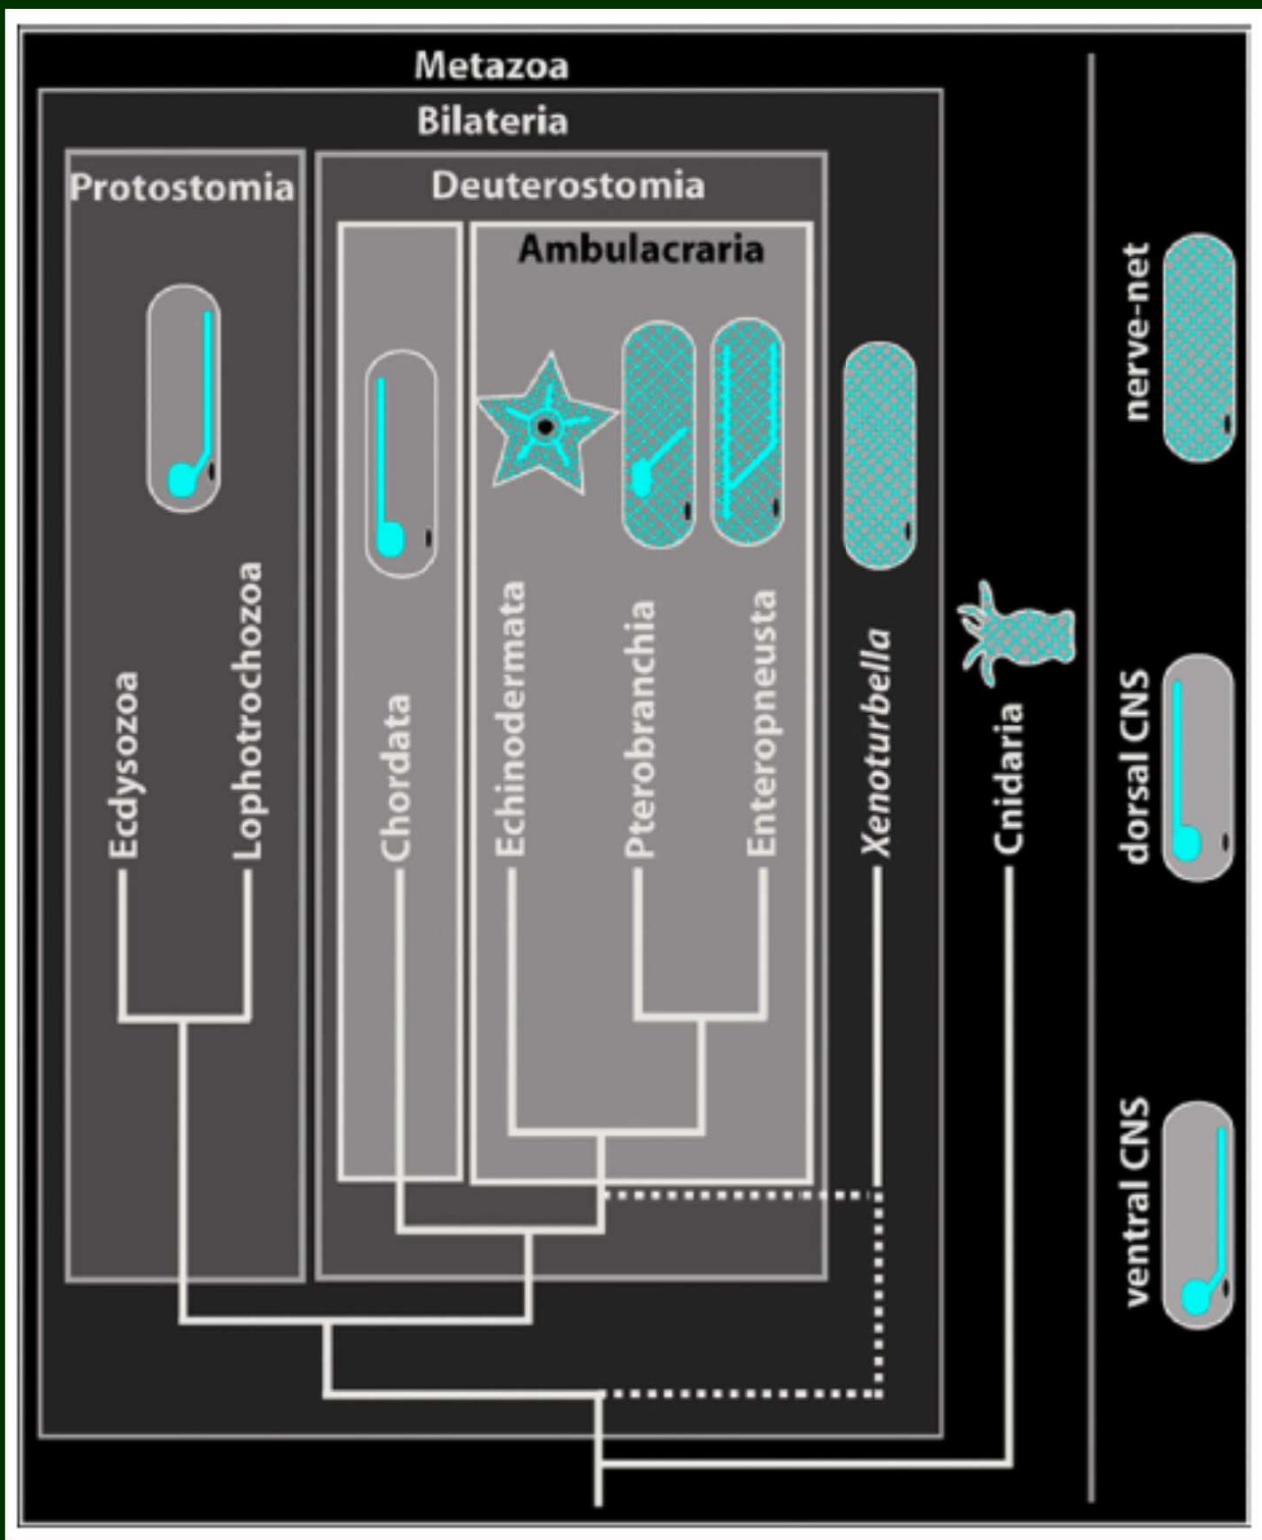 Metazoa
Bilateria
Protostomia
Deuterostomia
Ambulacraria
Ecdysozoa
Lophotrochozoa
Chordata
Echinodermata
Pterobranchia
Enteropneusta
Xenoturbella
Cnidaria
nerve-net
dorsal CNS
ventral CNS